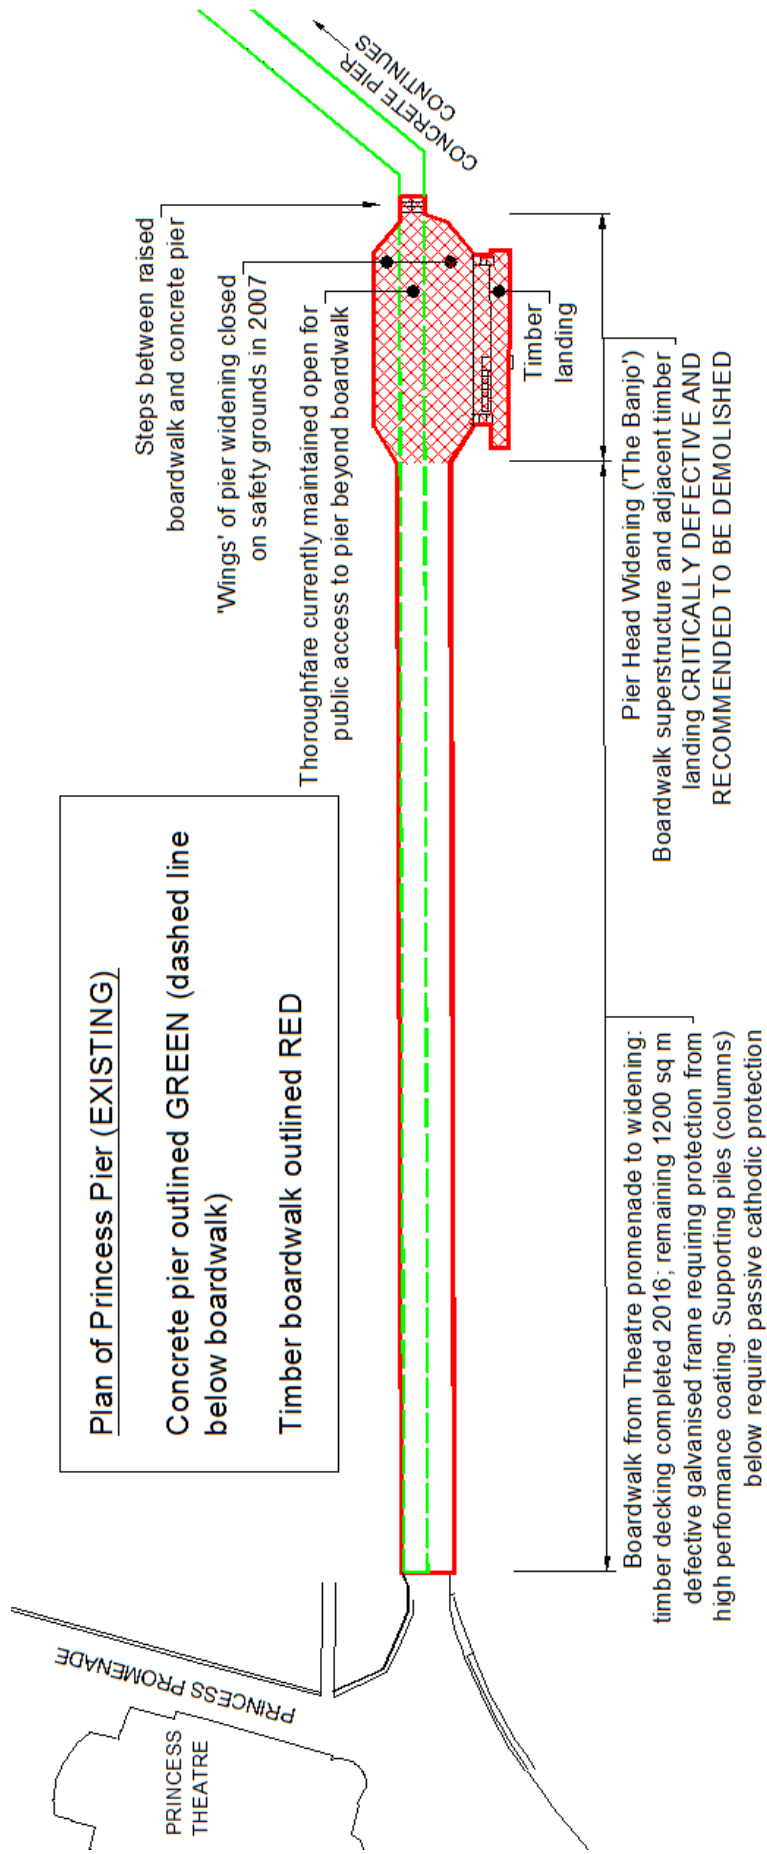 Plan of Princess Pier (EXISTING)
Concrete pier outlined GREEN (dashed line
below boardwalk)
Timber boardwalk outlined RED
Steps between raised
boardwalk and concrete pier
'Wings' of pier widening closed
on safety grounds in 2007
Thoroughfare currently maintained open for
public access to pier beyond boardwalk
CONCRETE PIER
CONTINUES
Timber
landing
PRINCESS PROMENADE
PRINCESS
THEATRE
Boardwalk from Theatre promenade to widening:
timber decking completed 2016; remaining 1200 sq m
defective galvanised frame requiring protection from
high performance coating. Supporting piles (columns)
below require passive cathodic protection
Pier Head Widening ('The Banjo')
Boardwalk superstructure and adjacent timber
landing CRITICALLY DEFECTIVE AND
RECOMMENDED TO BE DEMOLISHED